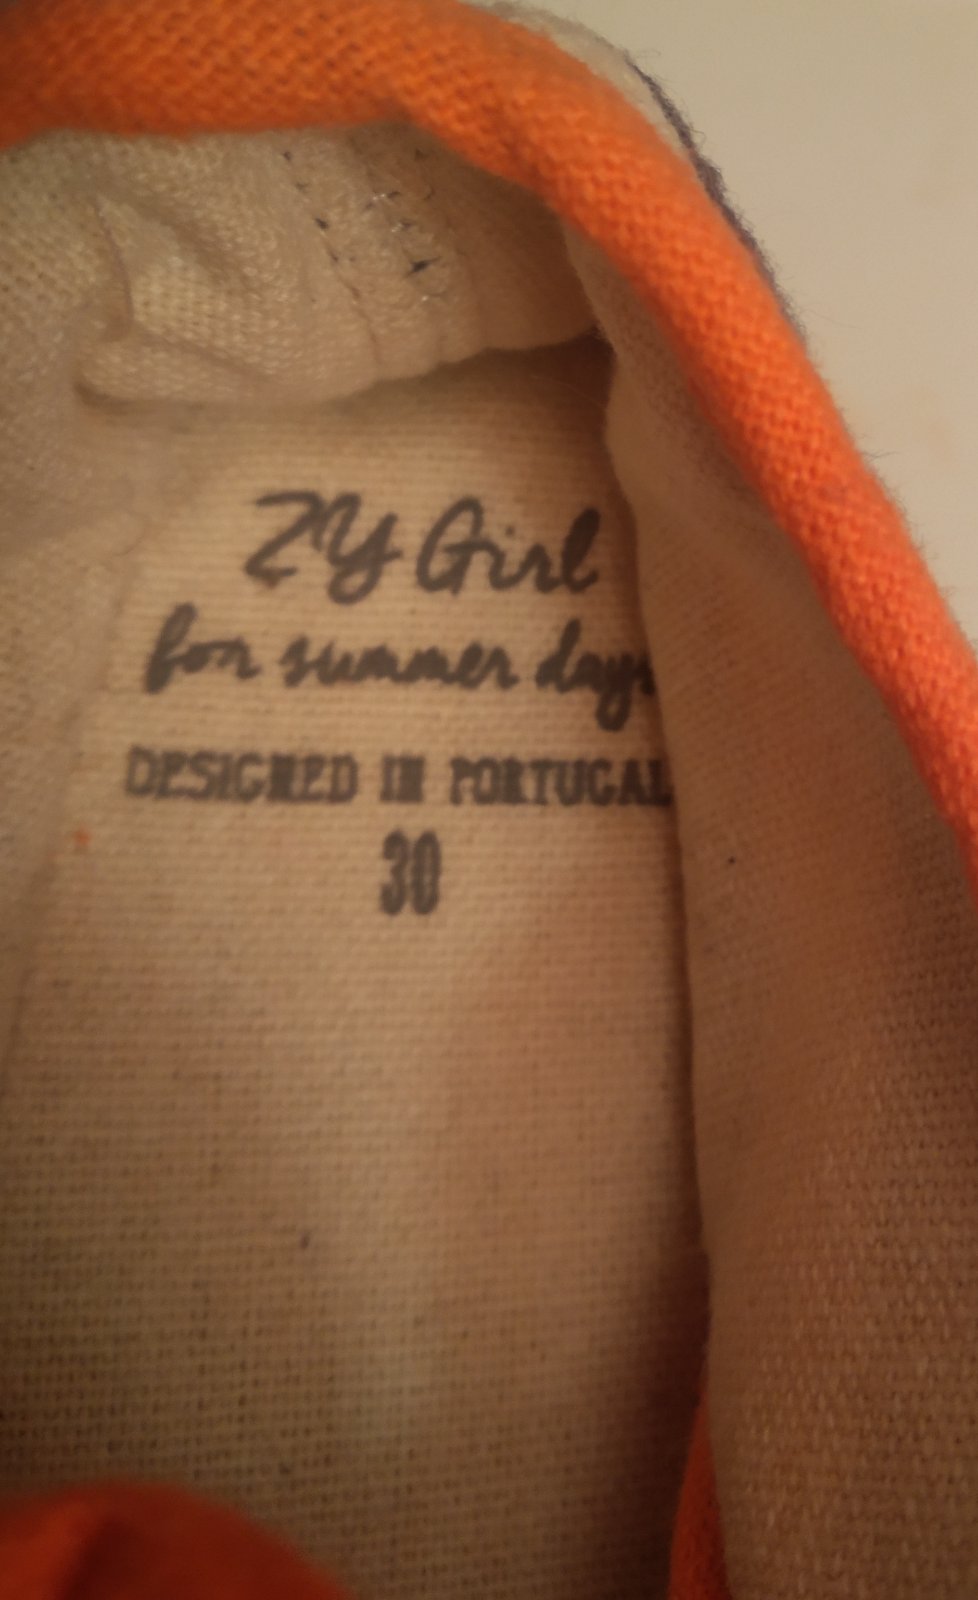 ZY Girl
for summer days
DESIGNED IN PORTUGAL
30